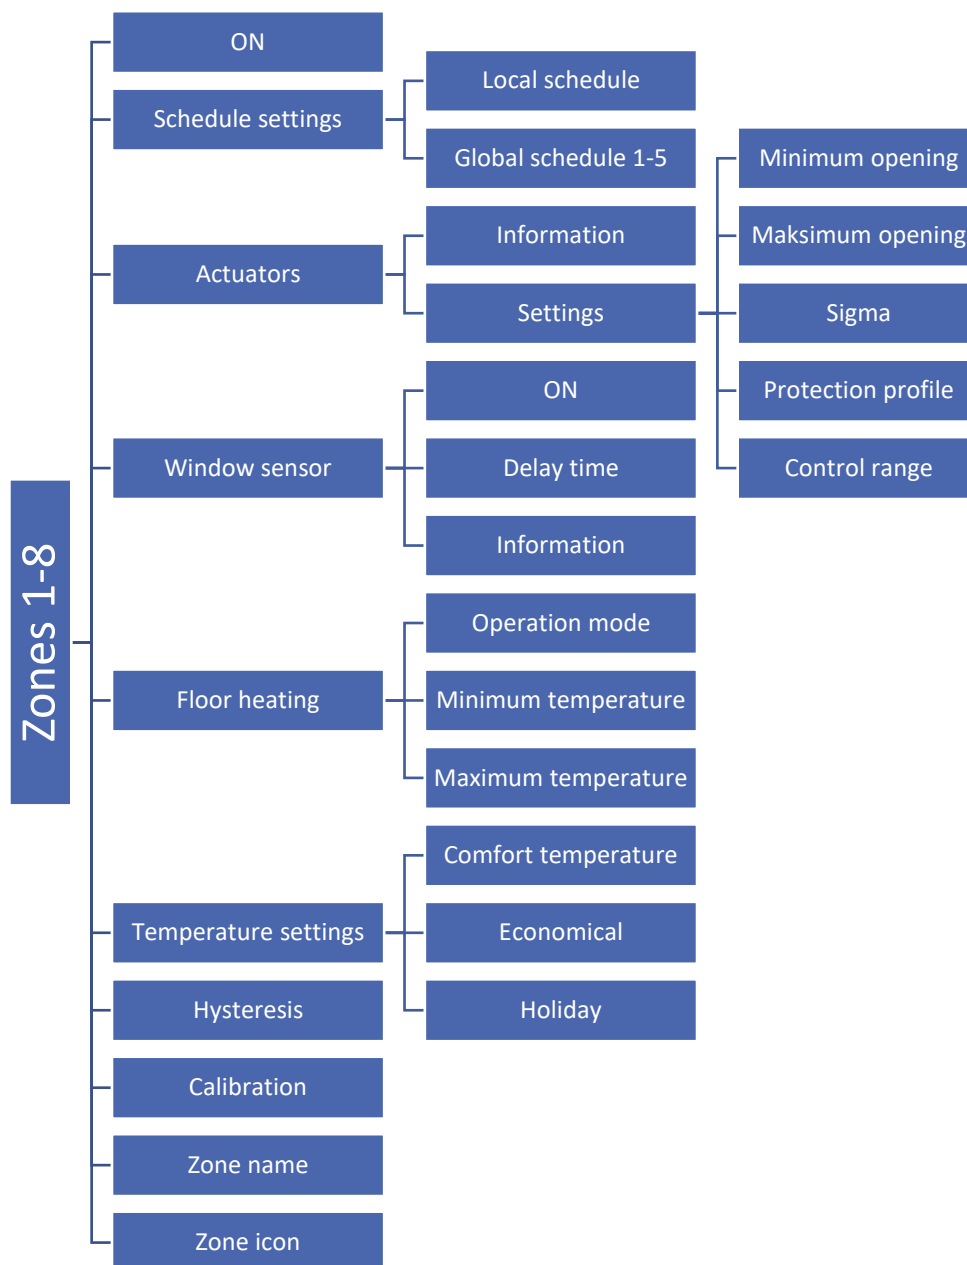 Zones 1-8
ON
Schedule settings
Local schedule
Global schedule 1-5
Actuators
Information
Settings
Minimum opening
Maksimum opening
Sigma
Protection profile
Control range
Window sensor
ON
Delay time
Information
Floor heating
Operation mode
Minimum temperature
Maximum temperature
Temperature settings
Comfort temperature
Economical
Holiday
Hysteresis
Calibration
Zone name
Zone icon